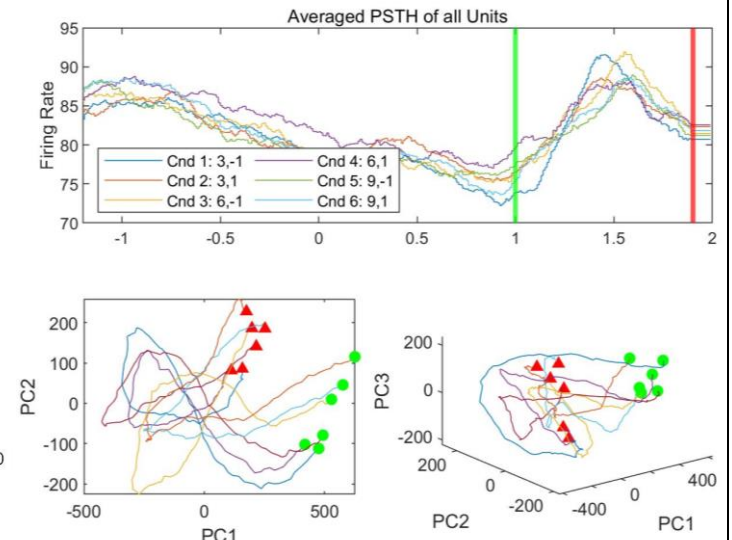 Averaged PSTH of all Units
Firing Rate
95
90
85
80
75
70
Cnd 1: 3,-1
Cnd 4: 6,1
Cnd 2: 3,1
Cnd 5: 9,-1
Cnd 3: 6,-1
Cnd 6: 9,1
-1
-0.5
0
0.5
1
1.5
2
PC2
200
100
0
-100
-200
-500
0
500
PC1
PC3
200
0
-200
200
0
-200
PC2
-400
0
400
PC1
0